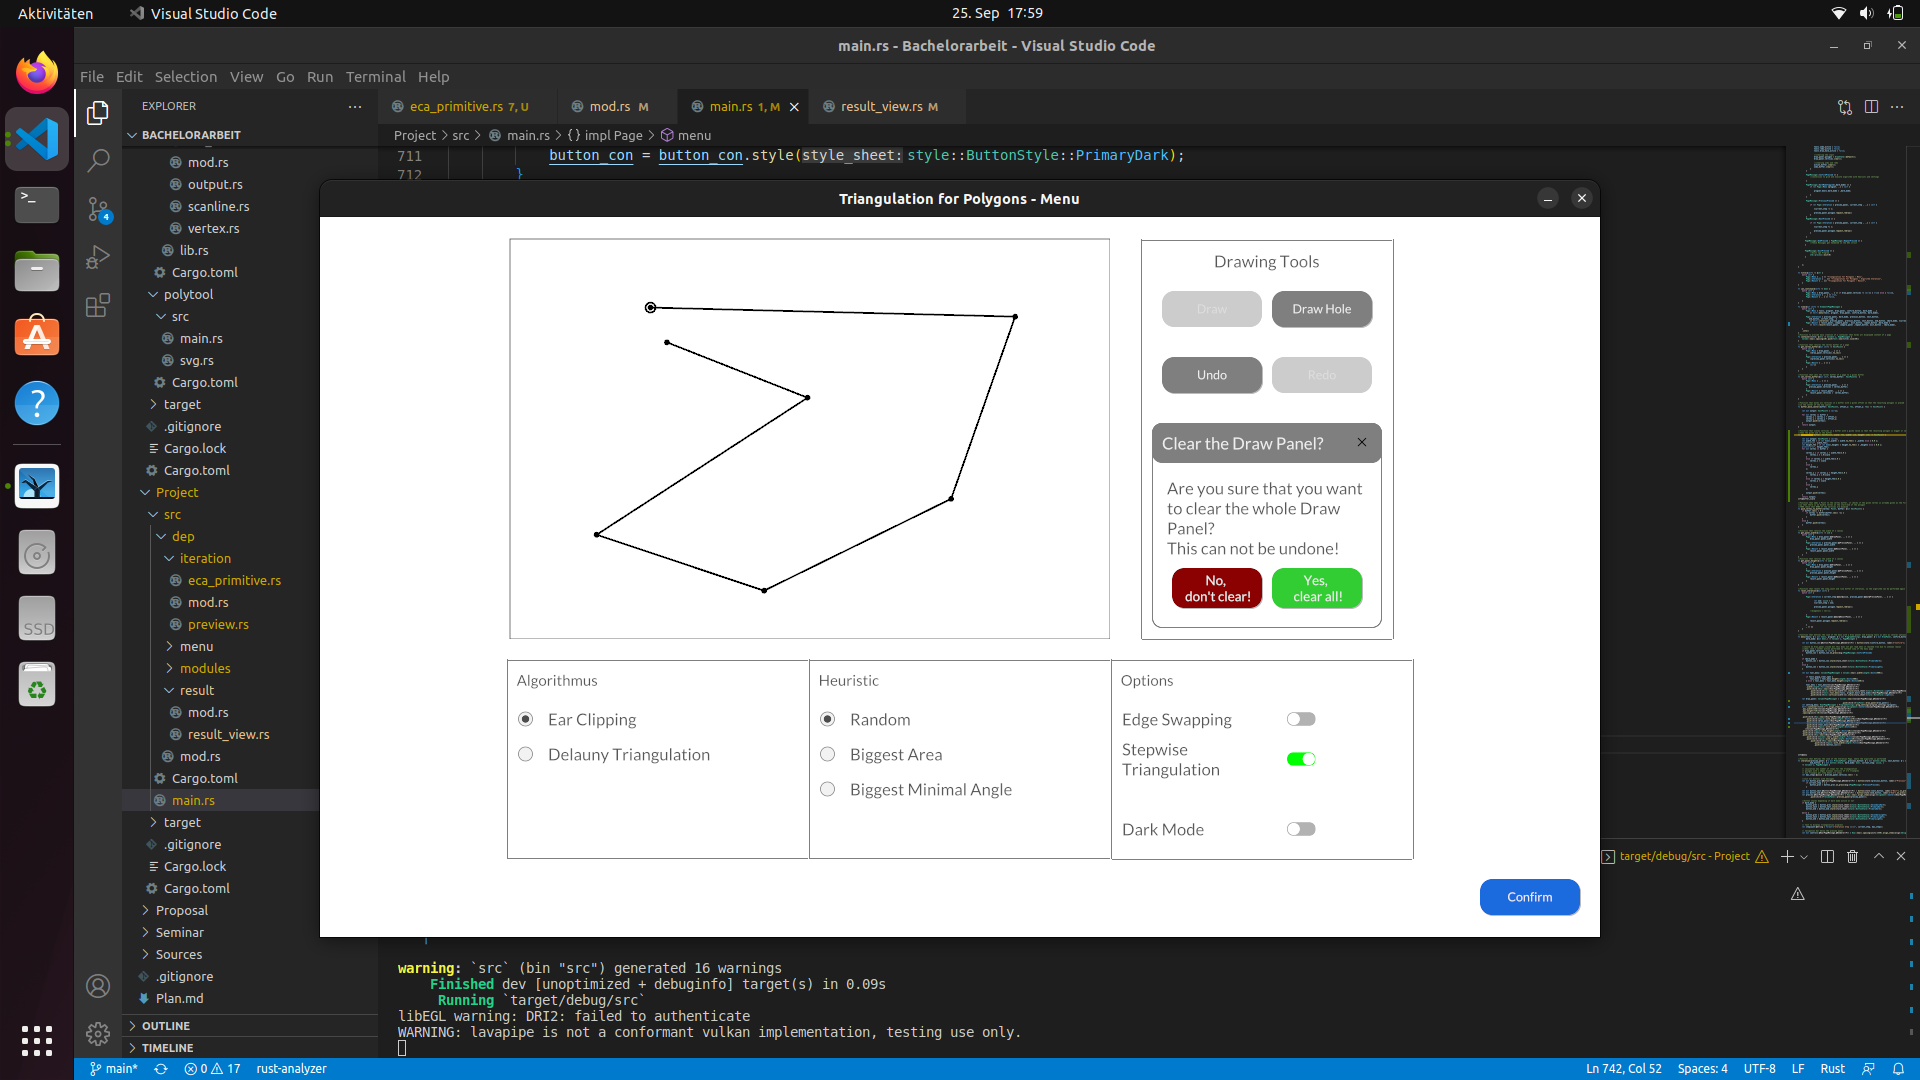 Aktivitäten
Visual Studio Code
25. Sep 17:59
main.rs - Bachelorarbeit - Visual Studio Code
File Edit Selection View Go Run Terminal Help
EXPLORER
eca_primitive.rs 7, U
mod.rs M
main.rs 1, M
result_view.rs M
BACHELORARBEIT
Project > src > main.rs > {} impl Page > menu
711 button_con = button_con.style(style_sheet: style::ButtonStyle::PrimaryDark);
712 }
mod.rs
output.rs
scanline.rs
vertex.rs
lib.rs
Cargo.toml
polytool
src
main.rs
svg.rs
Cargo.toml
target
.gitignore
Cargo.lock
Cargo.toml
Project
src
dep
iteration
eca_primitive.rs
mod.rs
preview.rs
menu
modules
result
mod.rs
result_view.rs
mod.rs
Cargo.toml
main.rs
target
.gitignore
Cargo.lock
Cargo.toml
Proposal
Seminar
Sources
.gitignore
Plan.md
OUTLINE
TIMELINE
4
>_
?
SSD
Triangulation for Polygons - Menu
Drawing Tools
Draw
Draw Hole
Undo
Redo
Clear the Draw Panel?
Are you sure that you want
to clear the whole Draw
Panel?
This can not be undone!
No,
don't clear!
Yes,
clear all!
Algorithmus
Ear Clipping
Delauny Triangulation
Heuristic
Random
Biggest Area
Biggest Minimal Angle
Options
Edge Swapping
Stepwise
Triangulation
Dark Mode
Confirm
target/debug/src - Project
warning: `src` (bin "src") generated 16 warnings
Finished dev [unoptimized + debuginfo] target(s) in 0.09s
Running `target/debug/src`
libEGL warning: DRI2: failed to authenticate
WARNING: lavapipe is not a conformant vulkan implementation, testing use only.
main*
0
17
rust-analyzer
Ln 742, Col 52
Spaces: 4
UTF-8
LF
Rust